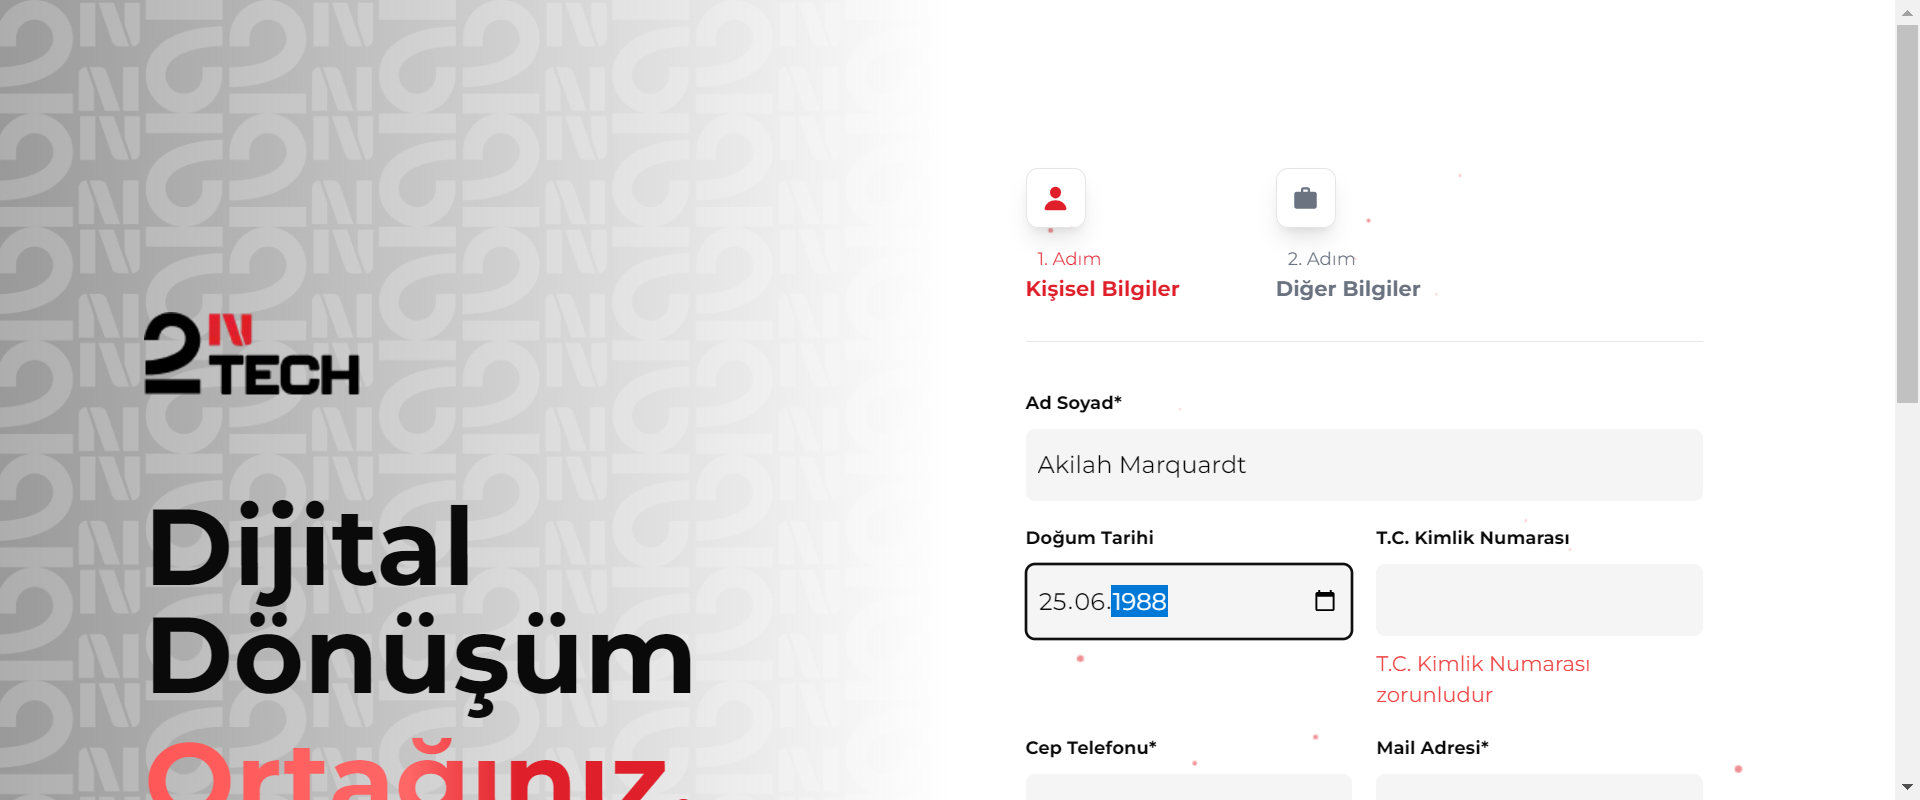 2N
TECH
Dijital
Dönüşüm
Ortağınız.
1. Adım
Kişisel Bilgiler
2. Adım
Diğer Bilgiler
Ad Soyad*
Akilah Marquardt
Doğum Tarihi
T.C. Kimlik Numarası
25.06.1988
T.C. Kimlik Numarası
zorunludur
Cep Telefonu*
Mail Adresi*